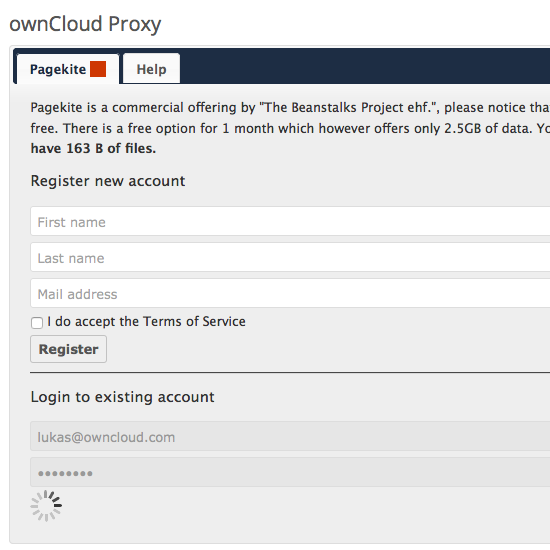 ownCloud Proxy
Pagekite Help
Pagekite is a commercial offering by "The Beanstalks Project ehf.", please notice tha
free. There is a free option for 1 month which however offers only 2.5GB of data. Yo
have 163 B of files.
Register new account
First name
Last name
Mail address
I do accept the Terms of Service
Register
Login to existing account
lukas@owncloud.com
••••••••